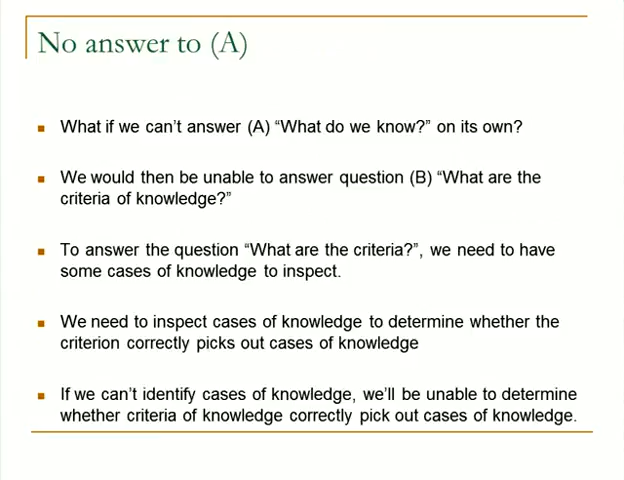 No answer to (A)
What if we can't answer (A) “What do we know?” on its own?
We would then be unable to answer question (B) “What are the
criteria of knowledge?”
To answer the question “What are the criteria?”, we need to have
some cases of knowledge to inspect.
We need to inspect cases of knowledge to determine whether the
criterion correctly picks out cases of knowledge
If we can't identify cases of knowledge, we'll be unable to determine
whether criteria of knowledge correctly pick out cases of knowledge.